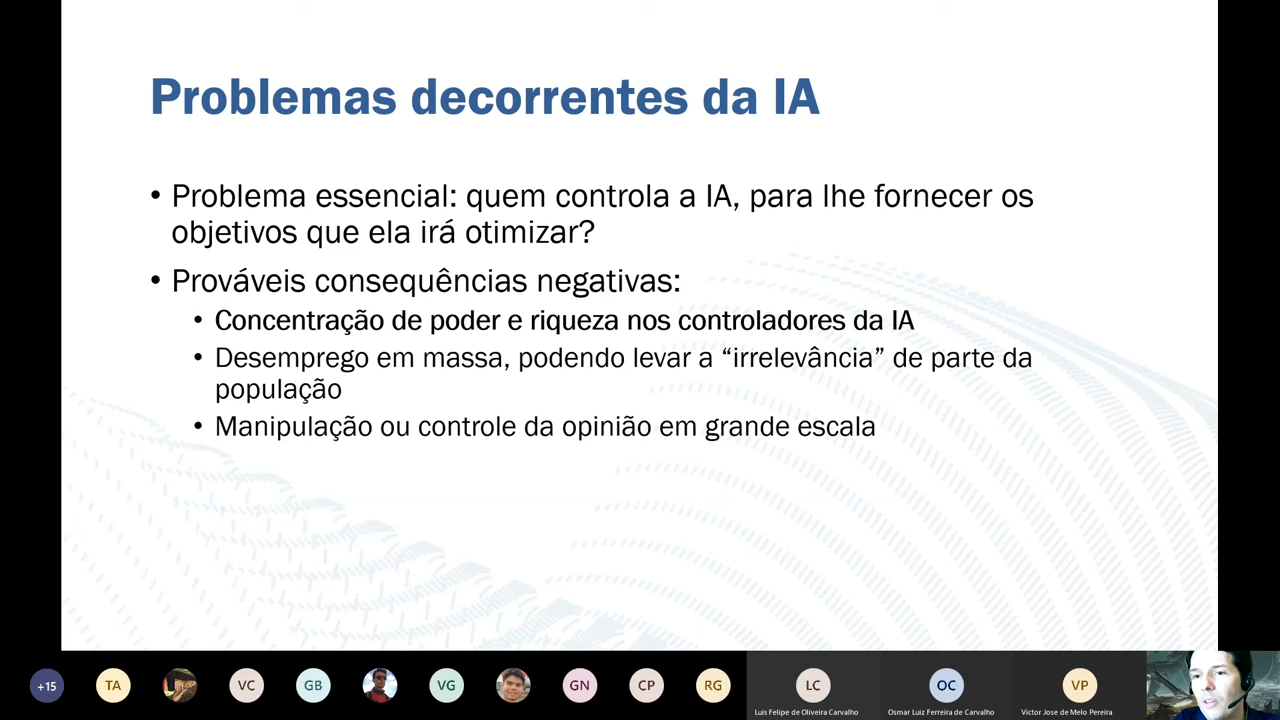 Problemas decorrentes da IA
• Problema essencial: quem controla a IA, para lhe fornecer os
objetivos que ela irá otimizar?
• Prováveis consequências negativas:
• Concentração de poder e riqueza nos controladores da IA
• Desemprego em massa, podendo levar a “irrelevância” de parte da
população
• Manipulação ou controle da opinião em grande escala
+15
TA
VC
GB
VG
GN
CP
RG
LC
OC
VP
Luis Felipe de Oliveira Carvalho
Osmar Luiz Ferreira de Carvalho
Victor Jose de Melo Pereira